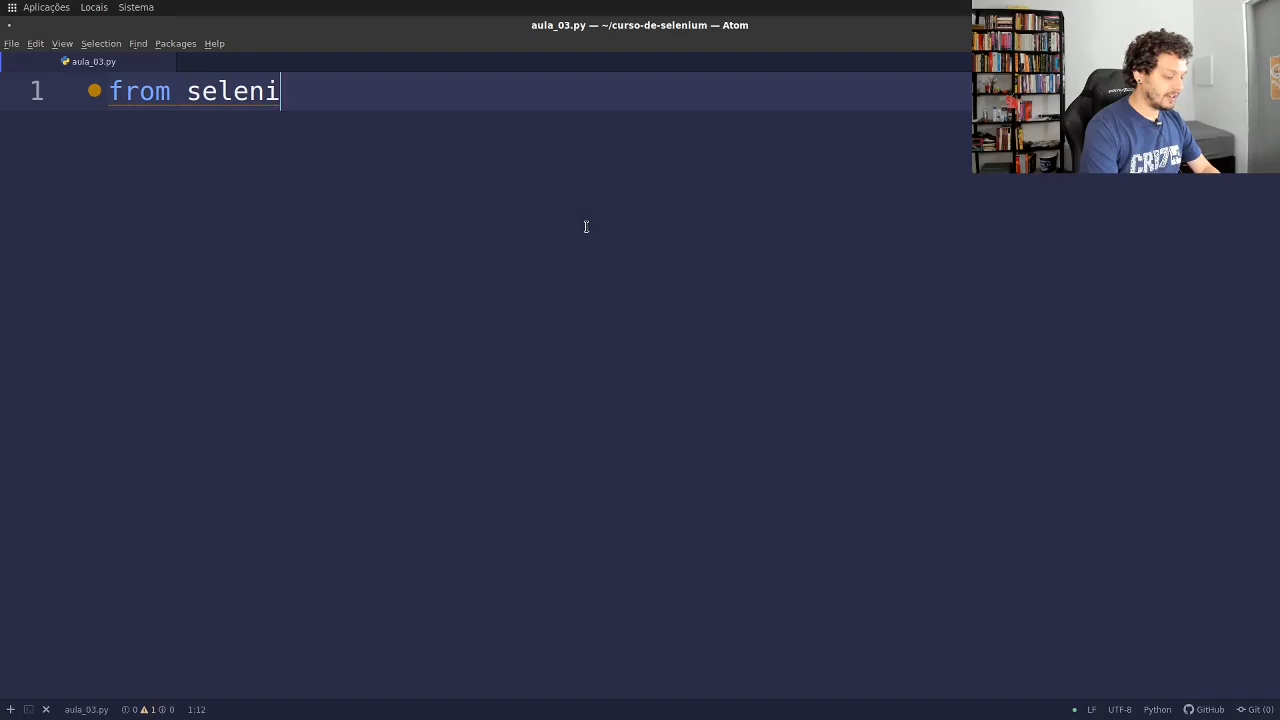 Aplicações Locais Sistema
aula_03.py — ~/curso-de-selenium — Atom
File Edit View Selection Find Packages Help
aula_03.py
1 from seleni
aula_03.py 0 1 0 1:12 LF UTF-8 Python GitHub Git (0)